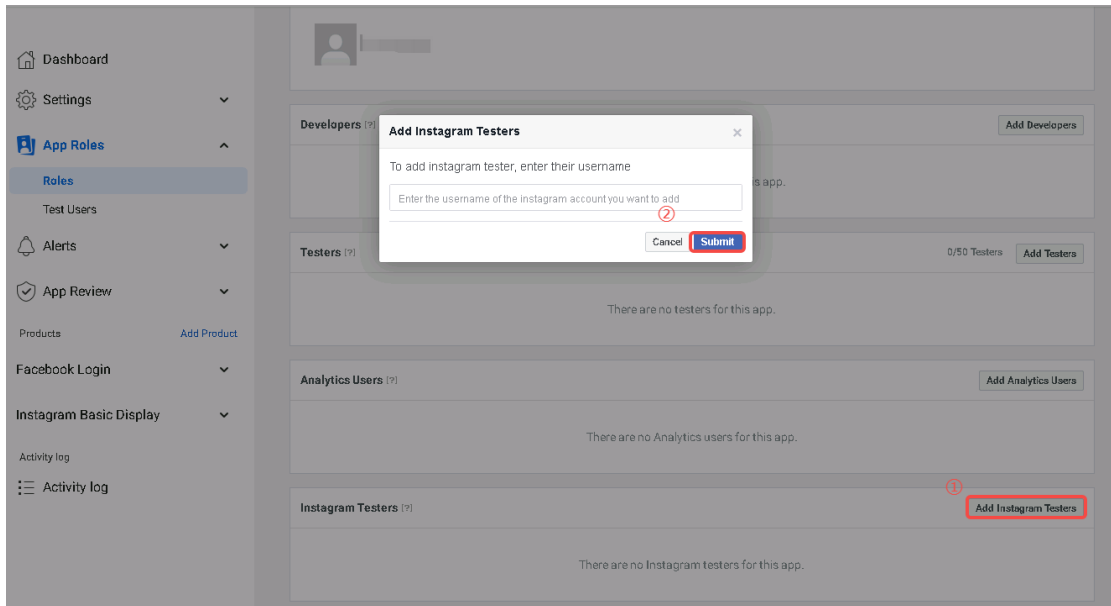 Dashboard
Settings
App Roles
Roles
Test Users
Alerts
App Review
Products Add Product
Facebook Login
Instagram Basic Display
Activity log
Activity log
Developers [?] Add Developers
is app.
Add Instagram Testers ×
To add instagram tester, enter their username
Enter the username of the instagram account you want to add
②
Cancel Submit
Testers [?] 0/50 Testers Add Testers
There are no testers for this app.
Analytics Users [?] Add Analytics Users
There are no Analytics users for this app.
①
Instagram Testers [?] Add Instagram Testers
There are no Instagram testers for this app.